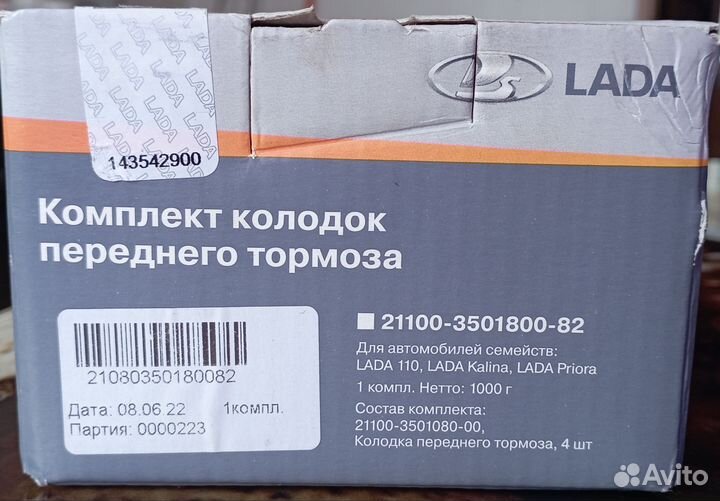 LADA
143542900
Комплект колодок
переднего тормоза
21100-3501800-82
Для автомобилей семейств:
LADA 110, LADA Kalina, LADA Priora
1 компл. Нетто: 1000 г
Состав комплекта:
21100-3501080-00,
Колодка переднего тормоза, 4 шт
21080350180082
Дата: 08.06.22 1компл.
Партия: 0000223
Avito